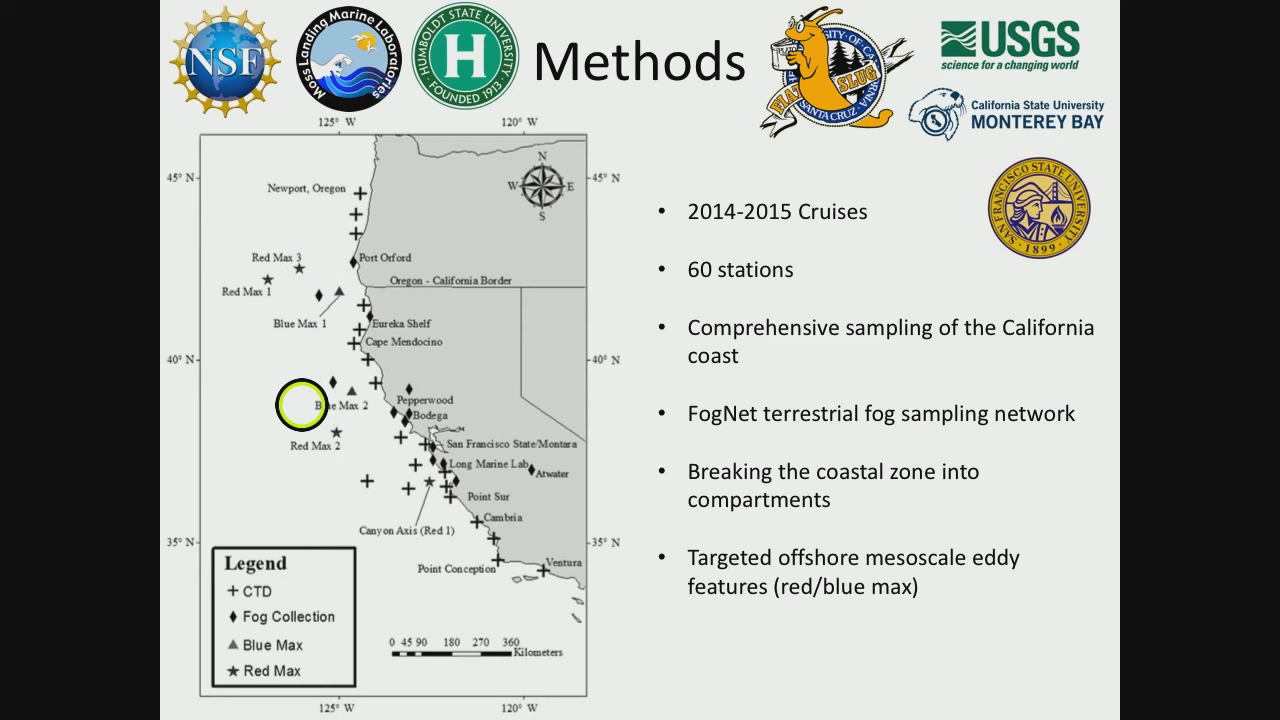 NSF
Moss Landing Marine Laboratories
HUMBOLDT STATE UNIVERSITY
H
FOUNDED 1913
Methods
FIAT SLUG
SANTA CRUZ
USGS
science for a changing world
California State University
MONTEREY BAY
SAN FRANCISCO STATE UNIVERSITY
1899
125° W
120° W
45° N
45° N
N
W
E
S
Newport, Oregon
Red Max 3
Port Orford
Red Max 1
Oregon - California Border
Blue Max 1
Eureka Shelf
Cape Mendocino
40° N
40° N
Pepperwood
Blue Max 2
Bodega
Red Max 2
San Francisco State/Montara
Long Marine Lab
Atwater
Point Sur
Cambria
Canyon Axis (Red 1)
35° N
35° N
Point Conception
Ventura
Legend
CTD
Fog Collection
Blue Max
Red Max
0 45 90 180 270 360
Kilometers
125° W
120° W
• 2014-2015 Cruises
• 60 stations
• Comprehensive sampling of the California
coast
• FogNet terrestrial fog sampling network
• Breaking the coastal zone into
compartments
• Targeted offshore mesoscale eddy
features (red/blue max)